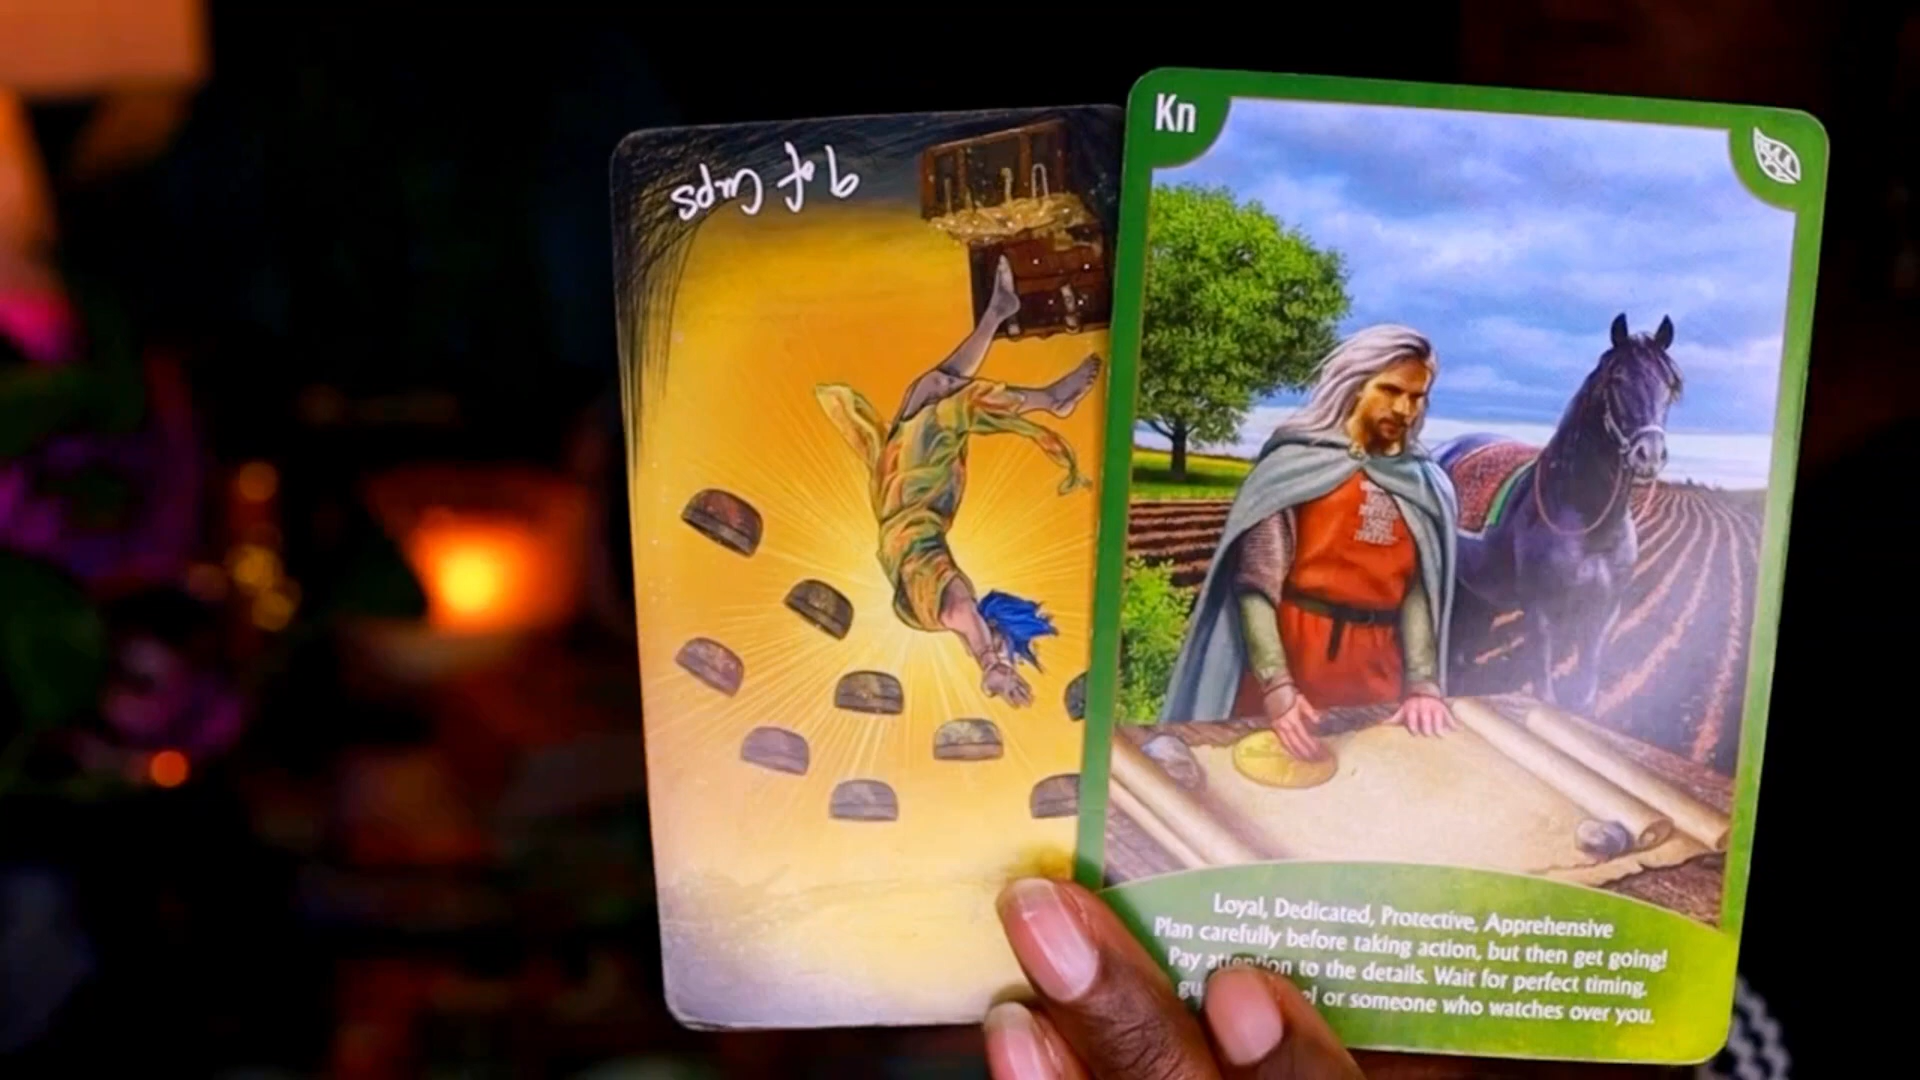 9 of Cups
Kn
Loyal, Dedicated, Protective, Apprehensive
Plan carefully before taking action, but then get going!
Pay attention to the details. Wait for perfect timing.
or someone who watches over you.